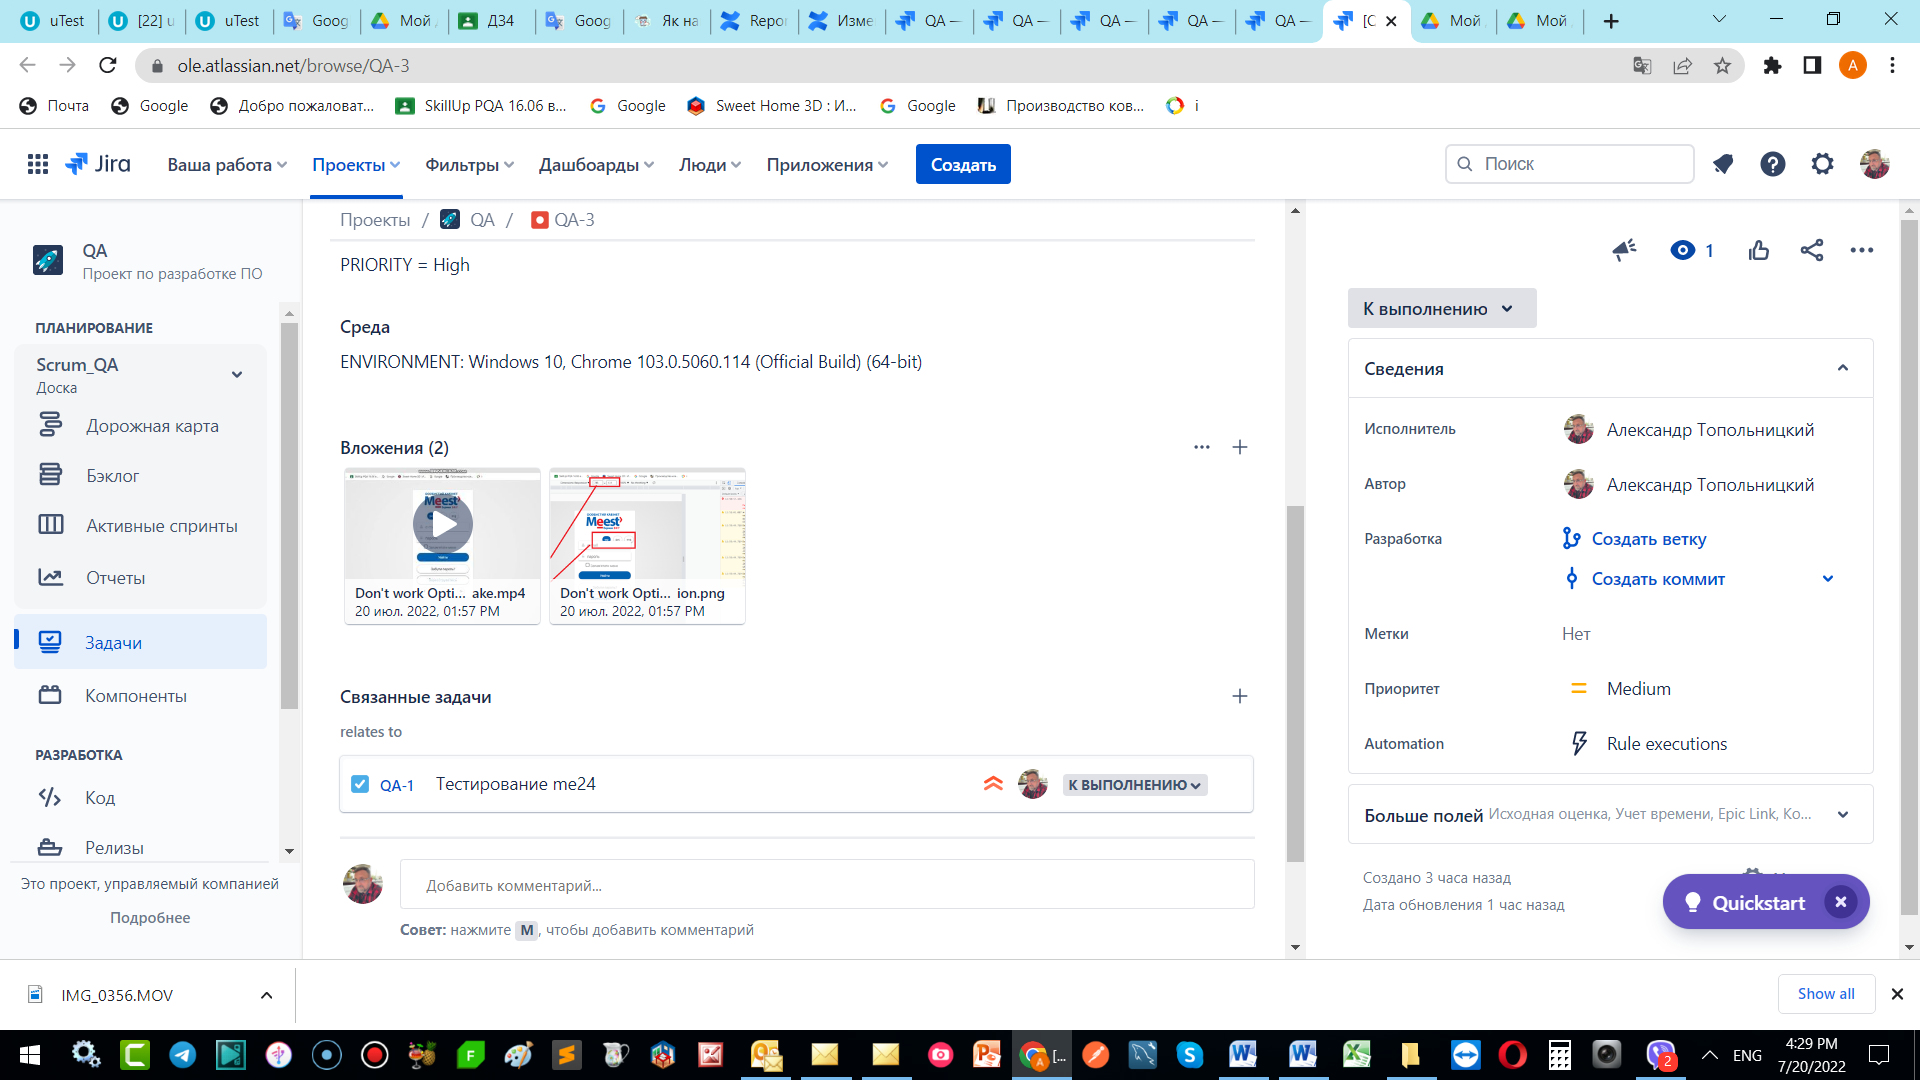 uTest
[22] u
uTest
Goog
Мой
ДЗ4
Goog
Як на
Repo
Изме
QA —
QA —
QA —
QA —
QA —
[C
Мой
Мой
ole.atlassian.net/browse/QA-3
A
Почта
Google
Добро пожаловат...
SkillUp PQA 16.06 в...
Google
Sweet Home 3D : И...
Google
Производство ков...
i
Jira
Ваша работа
Проекты
Фильтры
Дашбоарды
Люди
Приложения
Создать
Поиск
QA
Проект по разработке ПО
ПЛАНИРОВАНИЕ
Scrum_QA
Доска
Дорожная карта
Бэклог
Активные спринты
Отчеты
Задачи
Компоненты
РАЗРАБОТКА
Код
Релизы
Это проект, управляемый компанией
Подробнее
Проекты / QA / QA-3
PRIORITY = High
Среда
ENVIRONMENT: Windows 10, Chrome 103.0.5060.114 (Official Build) (64-bit)
Вложения (2)
Meest
Don't work Opti... ake.mp4
20 июл. 2022, 01:57 PM
Meest
Don't work Opti... ion.png
20 июл. 2022, 01:57 PM
Связанные задачи
relates to
QA-1 Тестирование me24
К ВЫПОЛНЕНИЮ
Добавить комментарий...
Совет: нажмите M, чтобы добавить комментарий
1
К выполнению
Сведения
Исполнитель
Александр Топольницкий
Автор
Александр Топольницкий
Разработка
Создать ветку
Создать коммит
Метки
Нет
Приоритет
Medium
Automation
Rule executions
Больше полей Исходная оценка, Учет времени, Epic Link, Ко...
Создано 3 часа назад
Дата обновления 1 час назад
Quickstart
IMG_0356.MOV
Show all
[...
2
ENG
4:29 PM
7/20/2022